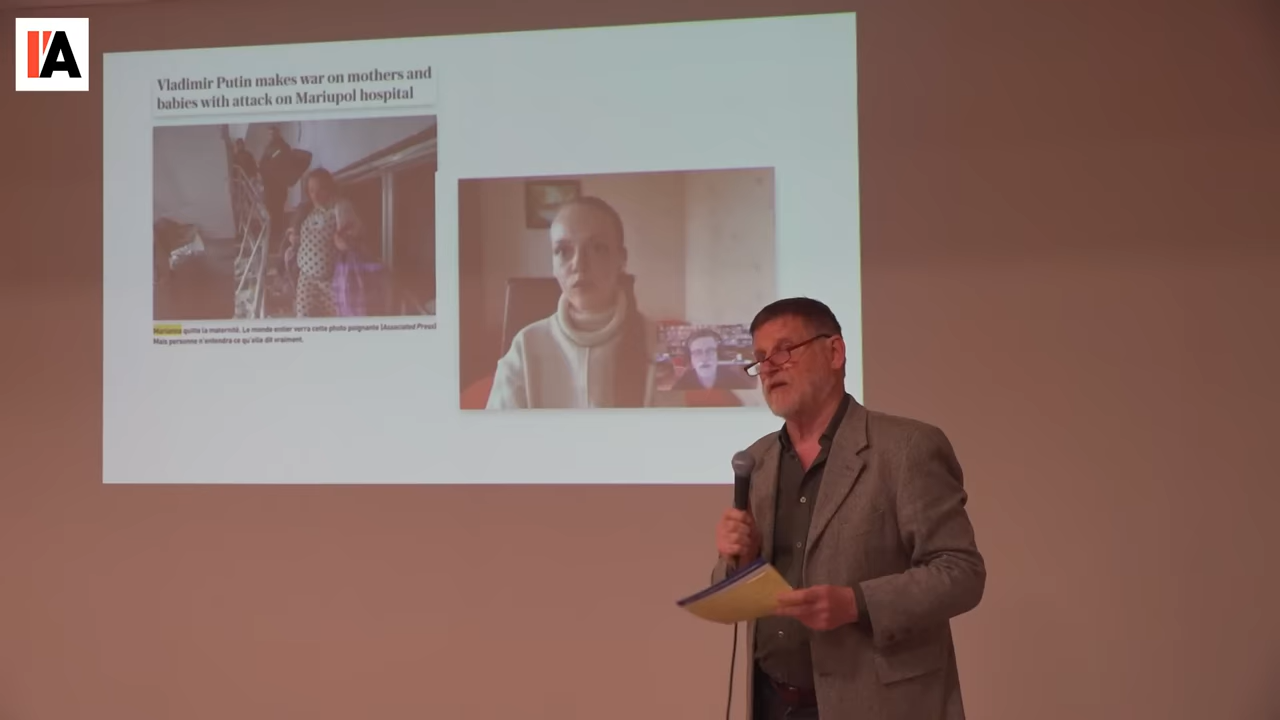 l'A
Vladimir Putin makes war on mothers and
babies with attack on Mariupol hospital
Marianna quitte la maternité. Le monde entier verra cette photo poignante (Associated Press)
Mais personne n'entendra ce qu'elle dit vraiment.